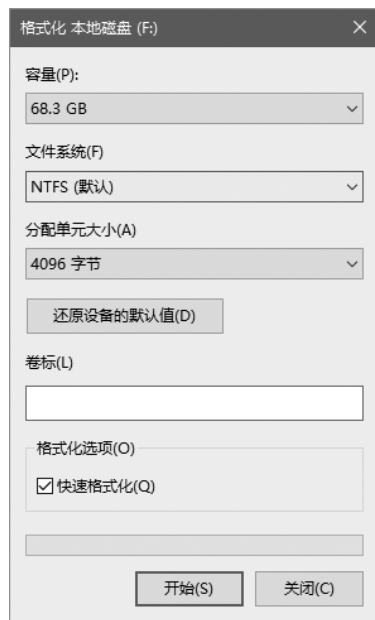 格式化 本地磁盘 (F:)
容量(P):
68.3 GB
文件系统(F)
NTFS (默认)
分配单元大小(A)
4096 字节
还原设备的默认值(D)
卷标(L)
格式化选项(O)
快速格式化(Q)
开始(S)
关闭(C)